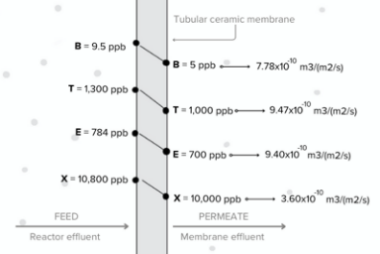 Tubular ceramic membrane
B = 9.5 ppb
B = 5 ppb 7.78x10^-10 m3/(m2/s)
T = 1,300 ppb
T = 1,000 ppb 9.47x10^-10 m3/(m2/s)
E = 784 ppb
E = 700 ppb 9.40x10^-10 m3/(m2/s)
X = 10,800 ppb
X = 10,000 ppb 3.60x10^-10 m3/(m2/s)
FEED
Reactor effluent
PERMEATE
Membrane effluent